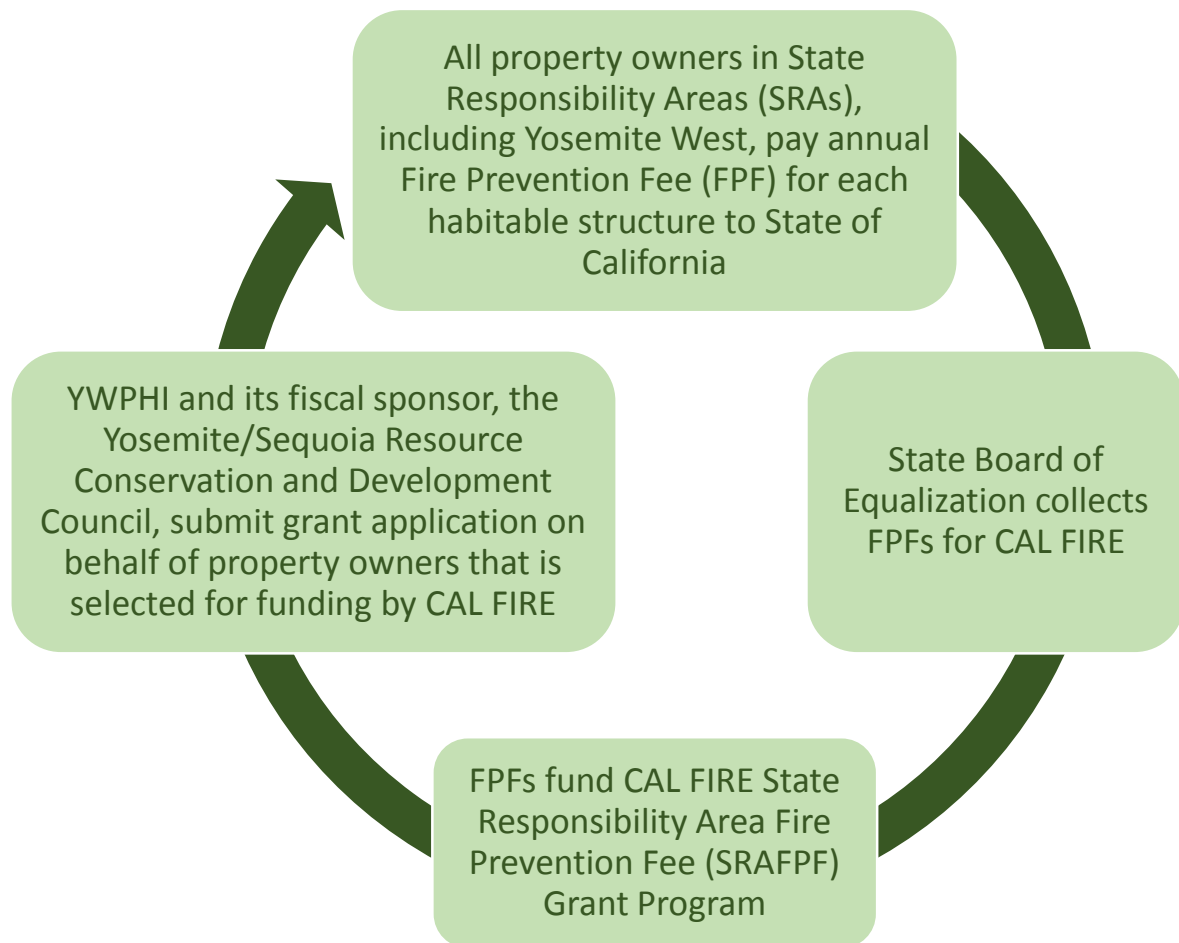 All property owners in State
Responsibility Areas (SRAs),
including Yosemite West, pay annual
Fire Prevention Fee (FPF) for each
habitable structure to State of
California
State Board of
Equalization collects
FPFs for CAL FIRE
FPFs fund CAL FIRE State
Responsibility Area Fire
Prevention Fee (SRAFPF)
Grant Program
YWPHI and its fiscal sponsor, the
Yosemite/Sequoia Resource
Conservation and Development
Council, submit grant application on
behalf of property owners that is
selected for funding by CAL FIRE